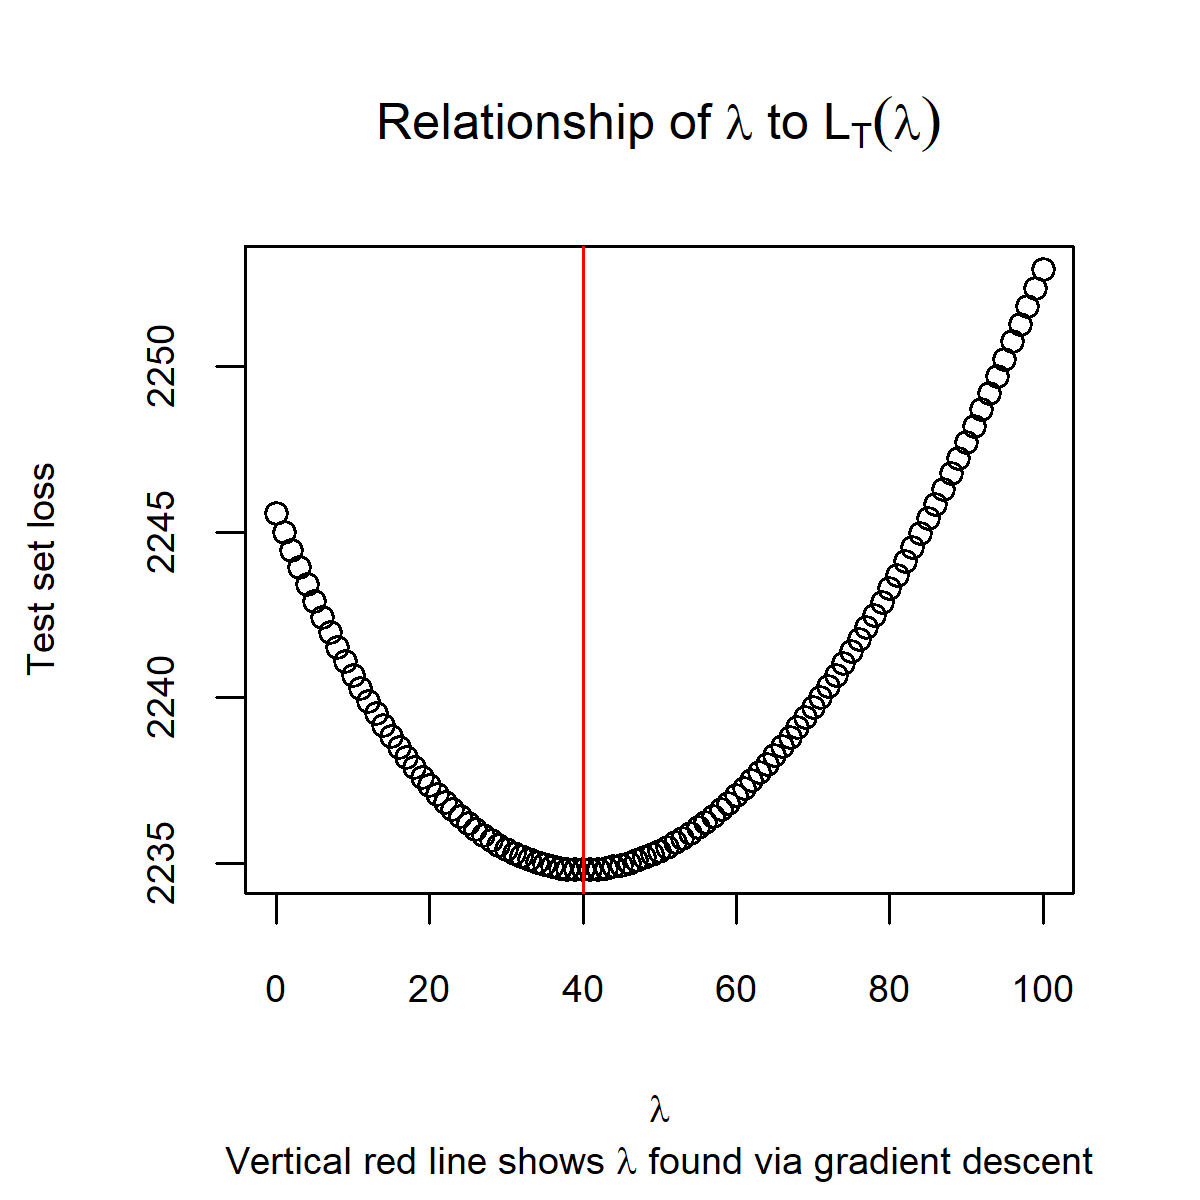 Relationship of λ to L_T(λ)
Test set loss
2250
2245
2240
2235
0 20 40 60 80 100
λ
Vertical red line shows λ found via gradient descent